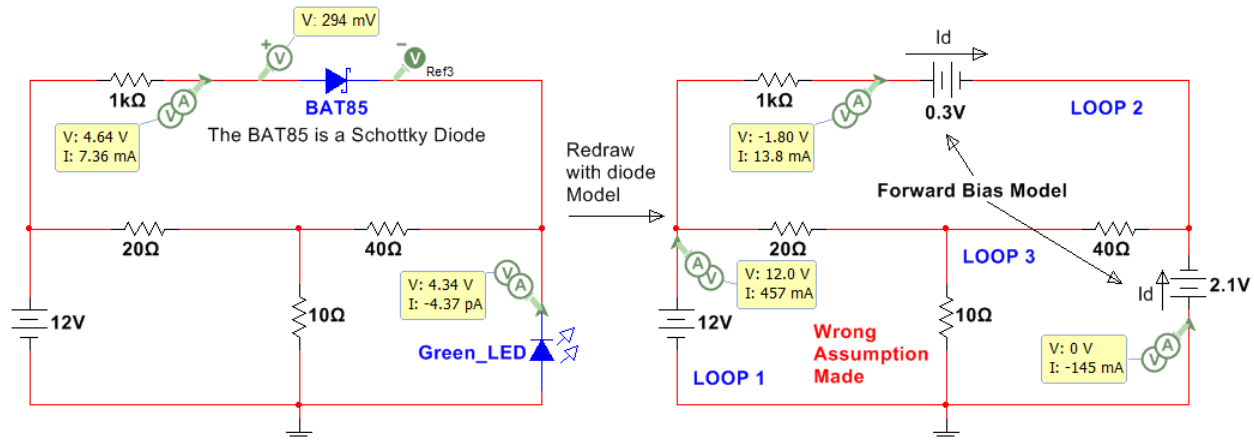 V: 294 mV
+
V
-
V
Ref3
1kΩ
A
V
BAT85
V: 4.64 V
I: 7.36 mA
The BAT85 is a Schottky Diode
20Ω
40Ω
V: 4.34 V
I: -4.37 pA
V
A
12V
10Ω
Green_LED
Redraw
with diode
Model
Id
1kΩ
A
V
0.3V
LOOP 2
V: -1.80 V
I: 13.8 mA
Forward Bias Model
20Ω
LOOP 3
40Ω
A
V
V: 12.0 V
I: 457 mA
Id
2.1V
12V
10Ω
Wrong
Assumption
Made
LOOP 1
V: 0 V
I: -145 mA
A
V